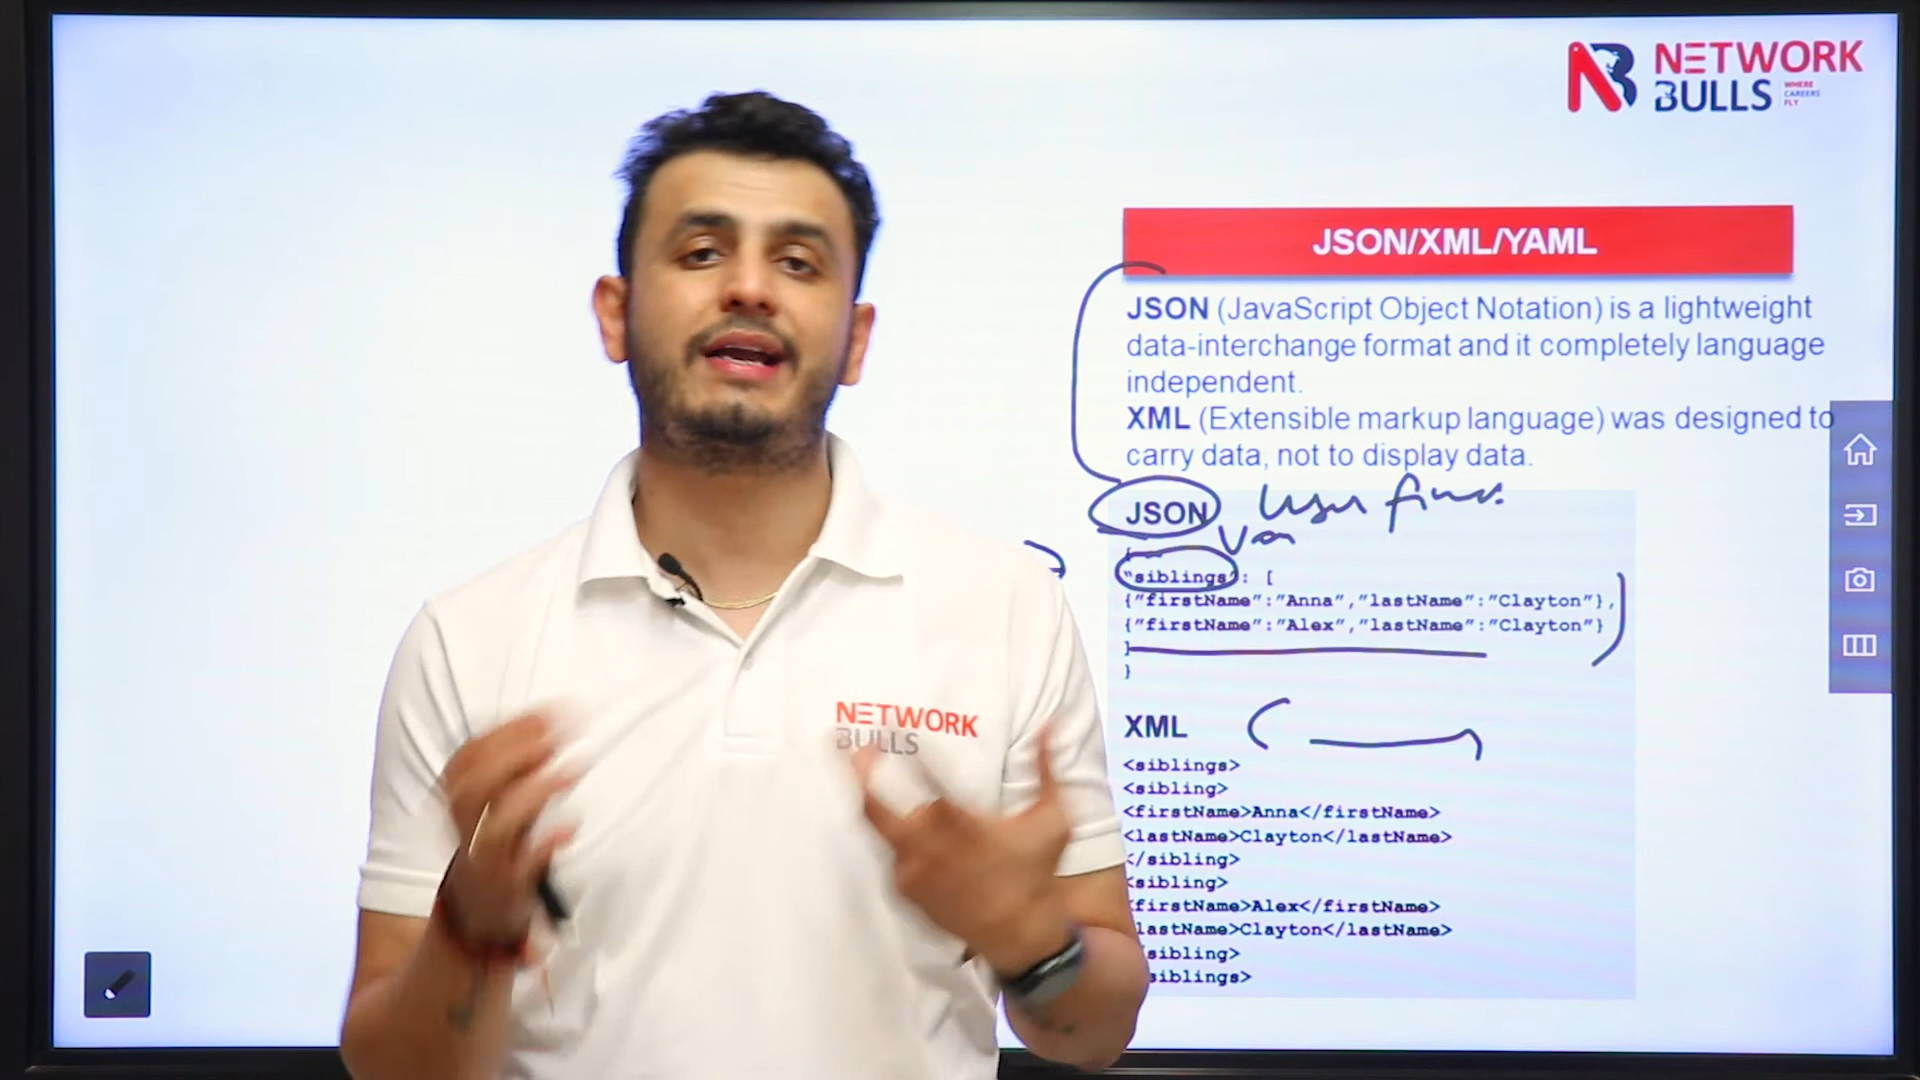 NETWORK
BULLS
WHERE
CAREERS
FLY
JSON/XML/YAML
JSON (JavaScript Object Notation) is a lightweight
data-interchange format and it completely language
independent.
XML (Extensible markup language) was designed to
carry data, not to display data.
JSON
{
"siblings": [
{"firstName":"Anna","lastName":"Clayton"},
{"firstName":"Alex","lastName":"Clayton"}
]
}
XML
<siblings>
<sibling>
<firstName>Anna</firstName>
<lastName>Clayton</lastName>
</sibling>
<sibling>
firstName>Alex</firstName>
lastName>Clayton</lastName>
sibling>
siblings>
NETWORK
BULLS